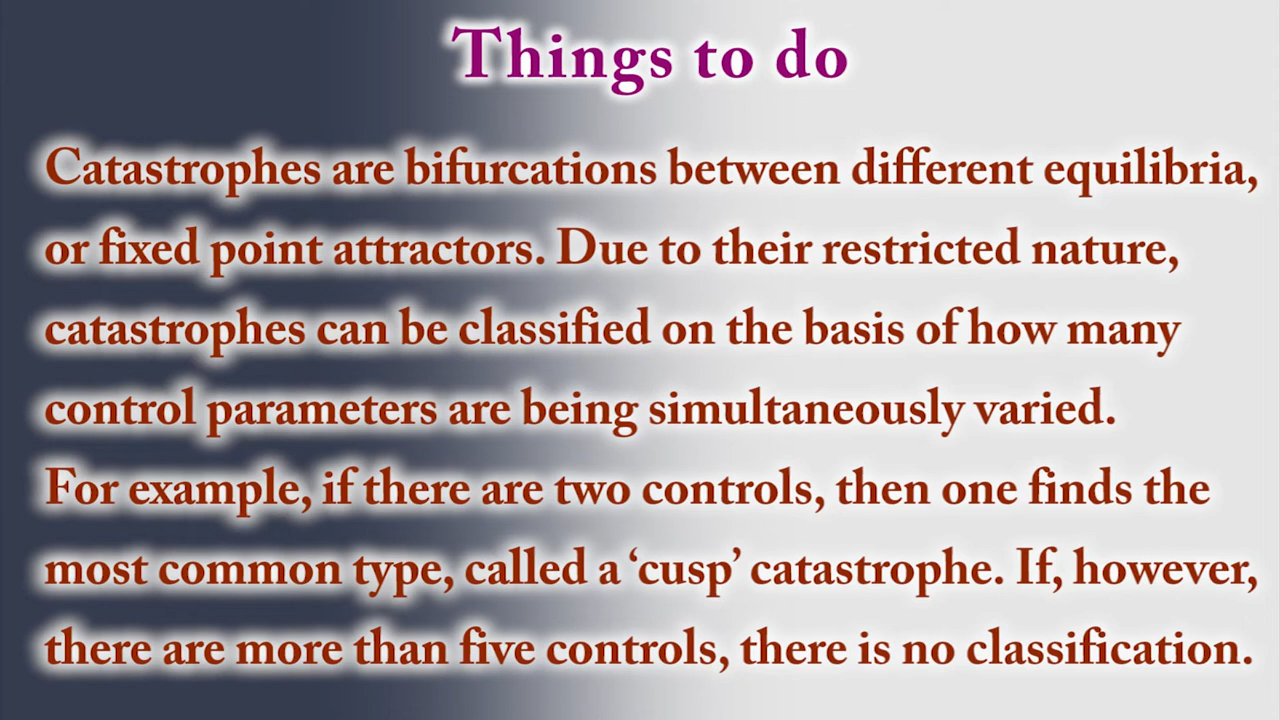 Things to do
Catastrophes are bifurcations between different equilibria,
or fixed point attractors. Due to their restricted nature,
catastrophes can be classified on the basis of how many
control parameters are being simultaneously varied.
For example, if there are two controls, then one finds the
most common type, called a ‘cusp’ catastrophe. If, however,
there are more than five controls, there is no classification.